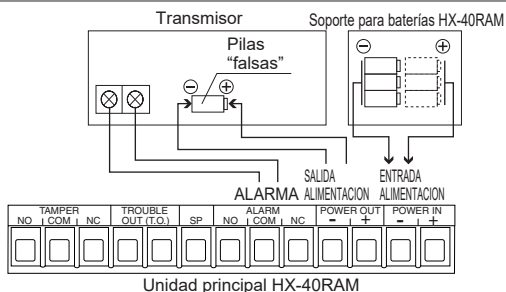 Transmisor
Soporte para baterías HX-40RAM
Pilas
“falsas”
− +
− +
SALIDA
ALIMENTACION
ENTRADA
ALIMENTACION
ALARMA
TAMPER
NO COM NC
TROUBLE
OUT (T.O.)
SP
ALARM
NO COM NC
POWER OUT
− +
POWER IN
− +
Unidad principal HX-40RAM